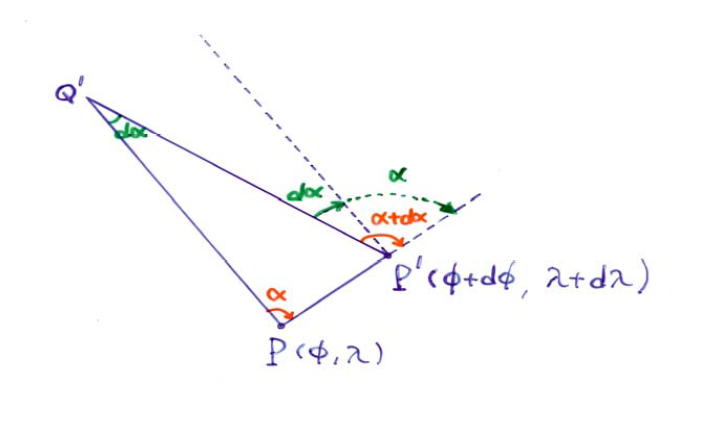 Q'
dα
dα
α
α+dα
P'(ϕ+dϕ, λ+dλ)
α
P(ϕ,λ)